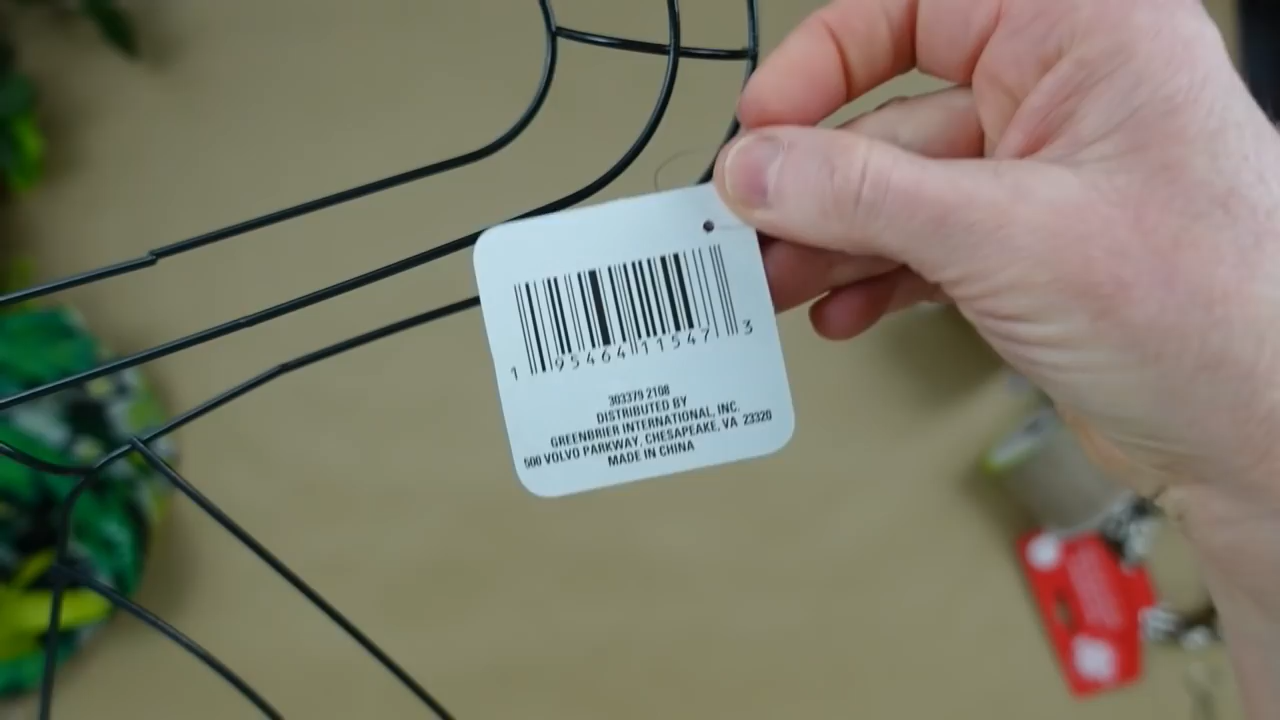 1 95464 11547 3
303379 2108
DISTRIBUTED BY
GREENBRIER INTERNATIONAL, INC.
500 VOLVO PARKWAY, CHESAPEAKE, VA 23320
MADE IN CHINA